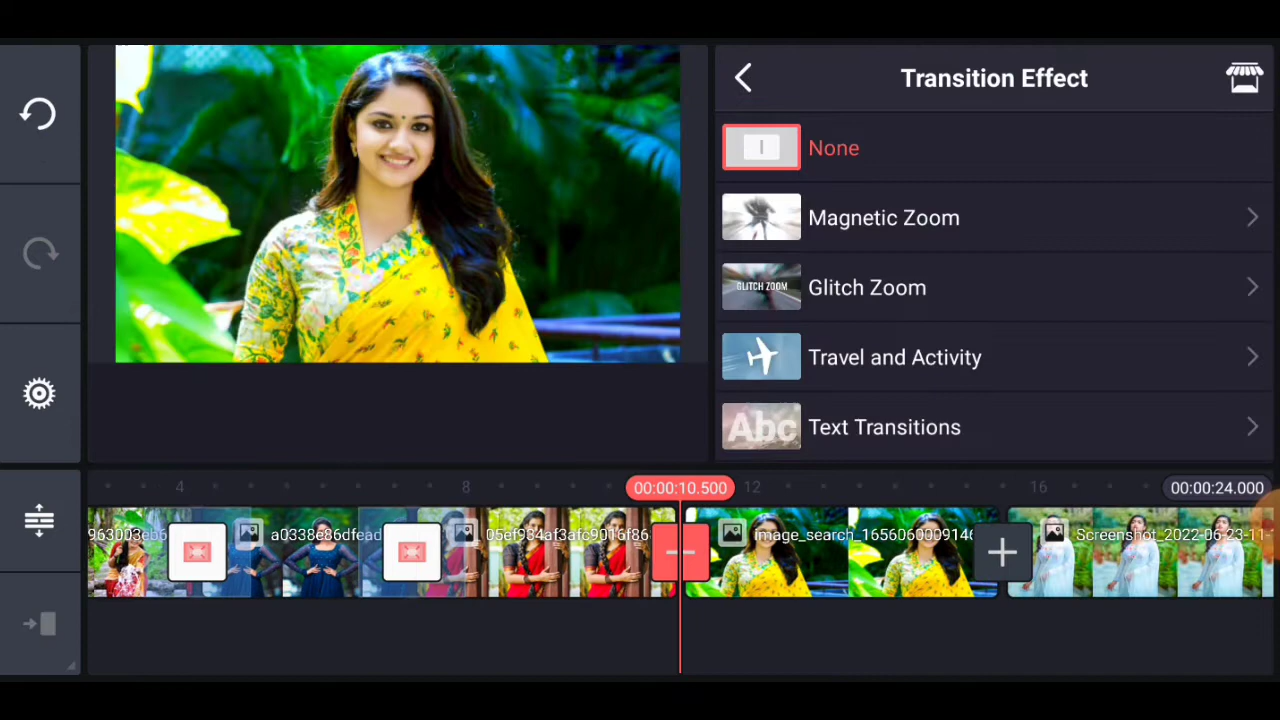 Transition Effect
None
Magnetic Zoom
GLITCH ZOOM
Glitch Zoom
Travel and Activity
Abc
Text Transitions
4
8
00:00:10.500
12
16
00:00:24.000
963003eb6
a0338e86dfead
05ef934af3afc9016f86
image_search_1656060009146
Screenshot_2022-06-23-11-